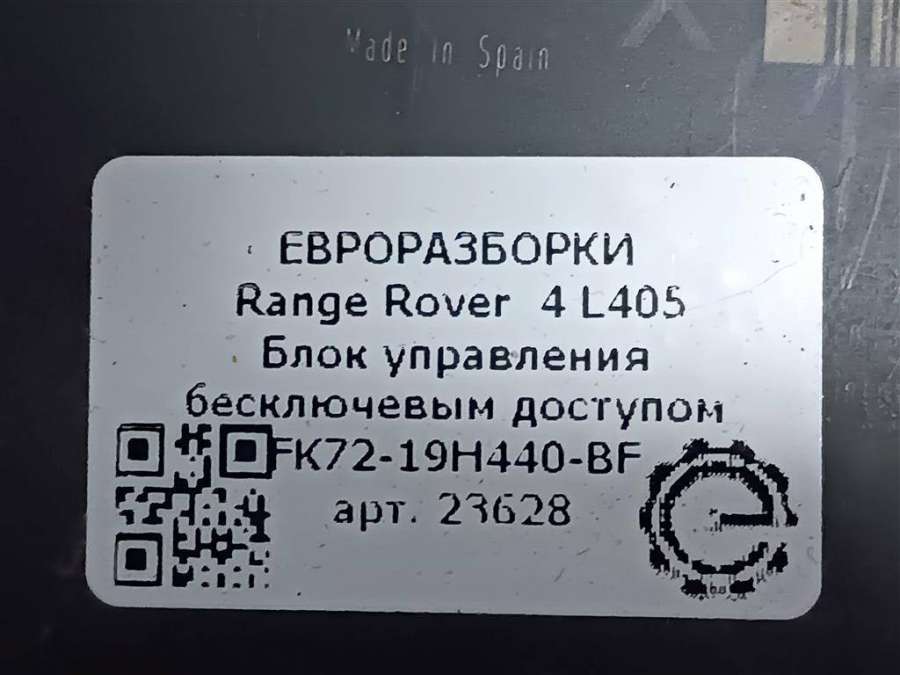 Made in Spain
ЕВРОРАЗБОРКИ
Range Rover 4 L405
Блок управления
бесключевым доступом
FK72-19H440-BF
арт. 23628